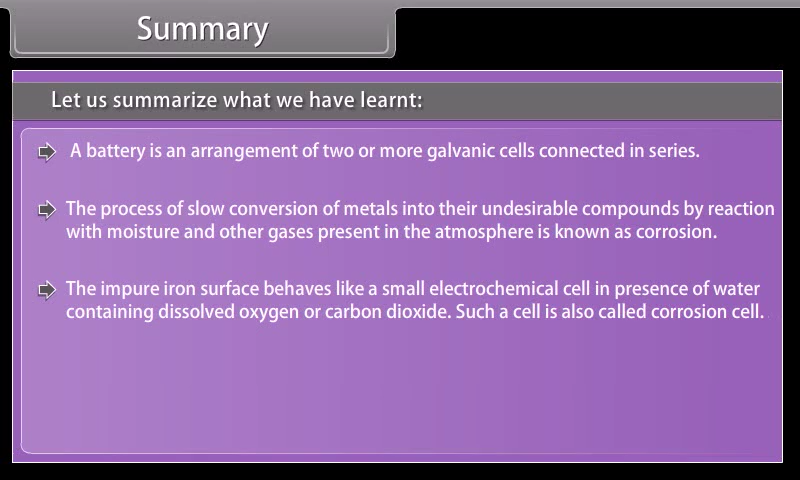 Summary
Let us summarize what we have learnt:
A battery is an arrangement of two or more galvanic cells connected in series.
The process of slow conversion of metals into their undesirable compounds by reaction
with moisture and other gases present in the atmosphere is known as corrosion.
The impure iron surface behaves like a small electrochemical cell in presence of water
containing dissolved oxygen or carbon dioxide. Such a cell is also called corrosion cell.